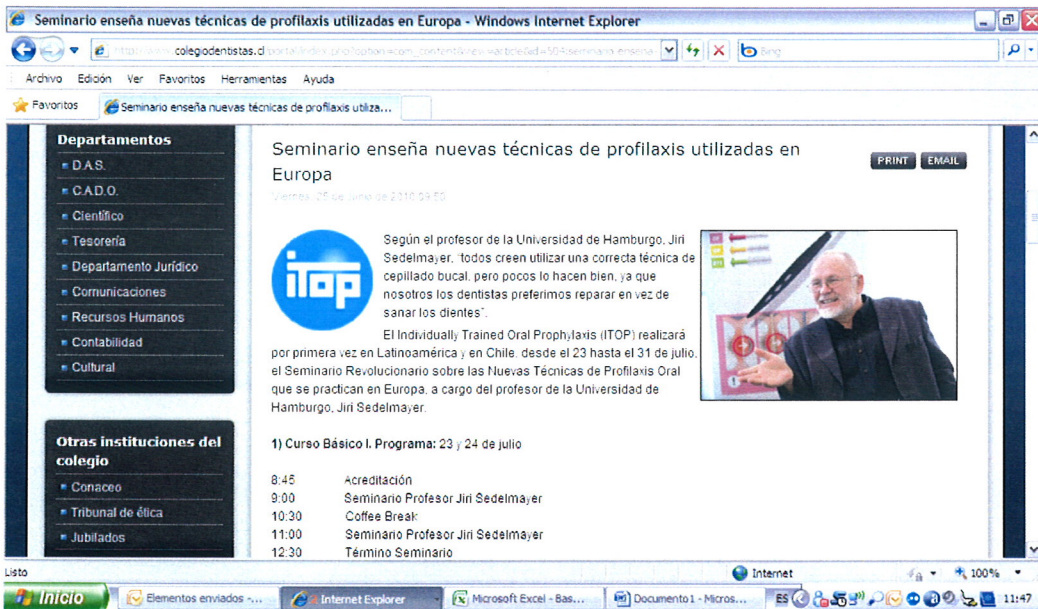 Seminario enseña nuevas técnicas de profilaxis utilizadas en Europa - Windows Internet Explorer
colegiodentistas.cl
Bing
Archivo Edición Ver Favoritos Herramientas Ayuda
Favoritos Seminario enseña nuevas técnicas de profilaxis utiliza...
Departamentos
D.A.S.
C.A.D.O.
Científico
Tesorería
Departamento Jurídico
Comunicaciones
Recursos Humanos
Contabilidad
Cultural
Otras instituciones del
colegio
Conaceo
Tribunal de ética
Jubilados
Seminario enseña nuevas técnicas de profilaxis utilizadas en
Europa
PRINT EMAIL
Viernes, 25 de Junio de 2010
iTop
Según el profesor de la Universidad de Hamburgo, Jiri
Sedelmayer, “todos creen utilizar una correcta técnica de
cepillado bucal, pero pocos lo hacen bien, ya que
nosotros los dentistas preferimos reparar en vez de
sanar los dientes”.
El Individually Trained Oral Prophylaxis (ITOP) realizará
por primera vez en Latinoamérica y en Chile, desde el 23 hasta el 31 de julio,
el Seminario Revolucionario sobre las Nuevas Técnicas de Profilaxis Oral
que se practican en Europa, a cargo del profesor de la Universidad de
Hamburgo, Jiri Sedelmayer.
1) Curso Básico I. Programa: 23 y 24 de julio
8:45 Acreditación
9:00 Seminario Profesor Jiri Sedelmayer
10:30 Coffee Break
11:00 Seminario Profesor Jiri Sedelmayer
12:30 Término Seminario
Listo Internet 100%
Inicio Elementos enviados -... Internet Explorer Microsoft Excel - Bas... Documento1 - Micros... ES 11:47